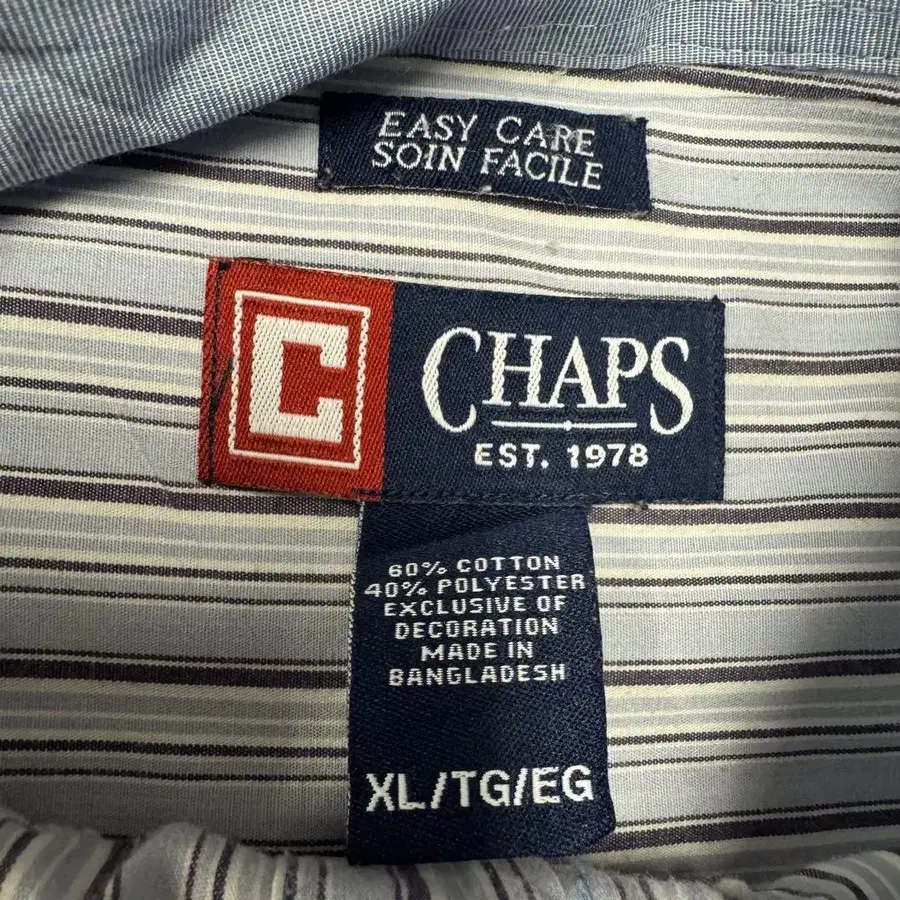 EASY CARE
SOIN FACILE
C CHAPS
EST. 1978
60% COTTON
40% POLYESTER
EXCLUSIVE OF
DECORATION
MADE IN
BANGLADESH
XL/TG/EG